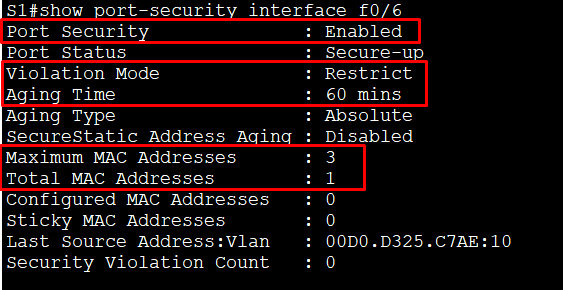 S1#show port-security interface f0/6
Port Security : Enabled
Port Status : Secure-up
Violation Mode : Restrict
Aging Time : 60 mins
Aging Type : Absolute
SecureStatic Address Aging : Disabled
Maximum MAC Addresses : 3
Total MAC Addresses : 1
Configured MAC Addresses : 0
Sticky MAC Addresses : 0
Last Source Address:Vlan : 00D0.D325.C7AE:10
Security Violation Count : 0